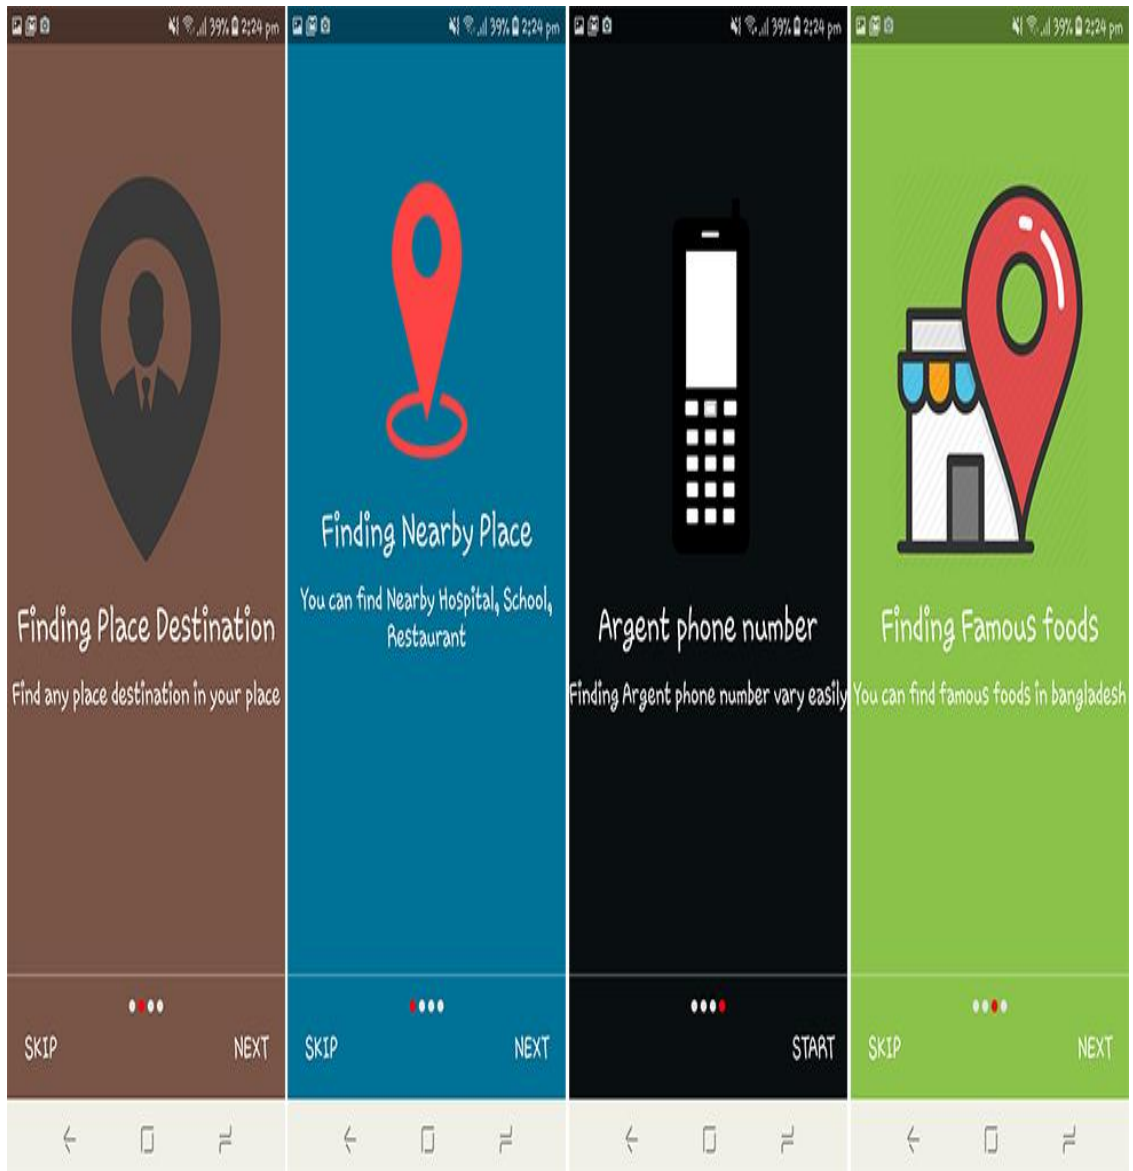 39% 2:24 pm
Finding Place Destination
Find any place destination in your place
SKIP NEXT
39% 2:24 pm
Finding Nearby Place
You can find Nearby Hospital, School,
Restaurant
SKIP NEXT
39% 2:24 pm
Argent phone number
Finding Argent phone number vary easily
START
39% 2:24 pm
Finding Famous foods
You can find famous foods in bangladesh
SKIP NEXT